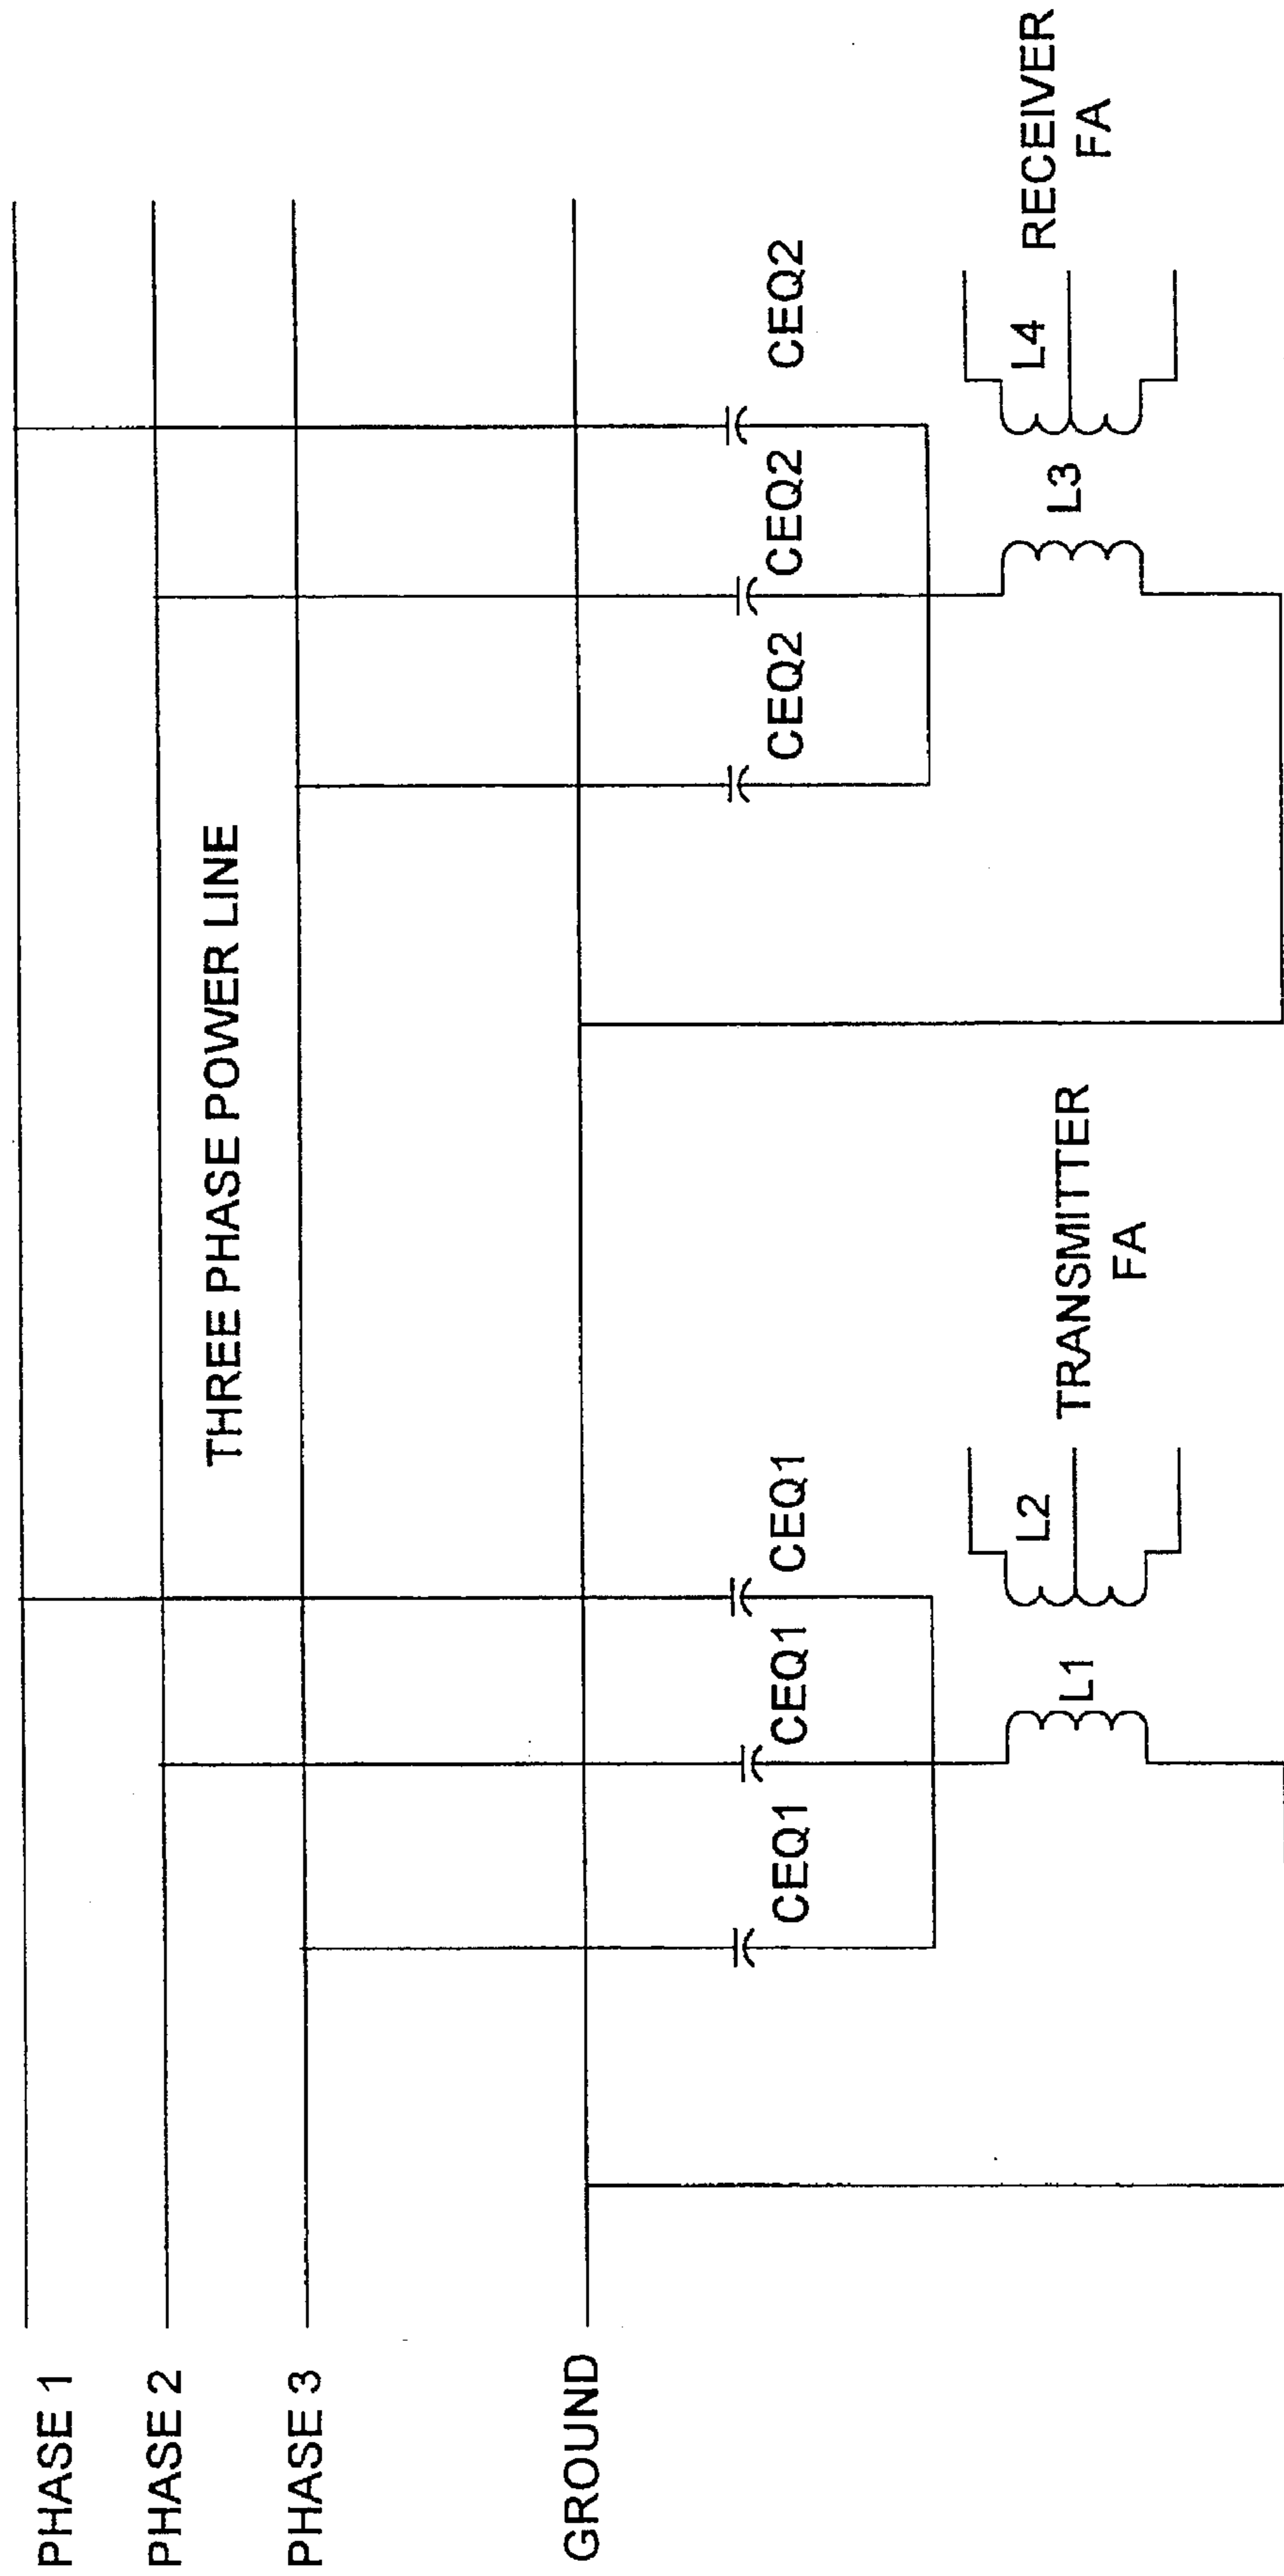 PHASE 1
PHASE 2
PHASE 3
GROUND
THREE PHASE POWER LINE
CEQ1
CEQ1
CEQ1
L1
L2
TRANSMITTER
FA
CEQ2
CEQ2
CEQ2
L3
L4
RECEIVER
FA